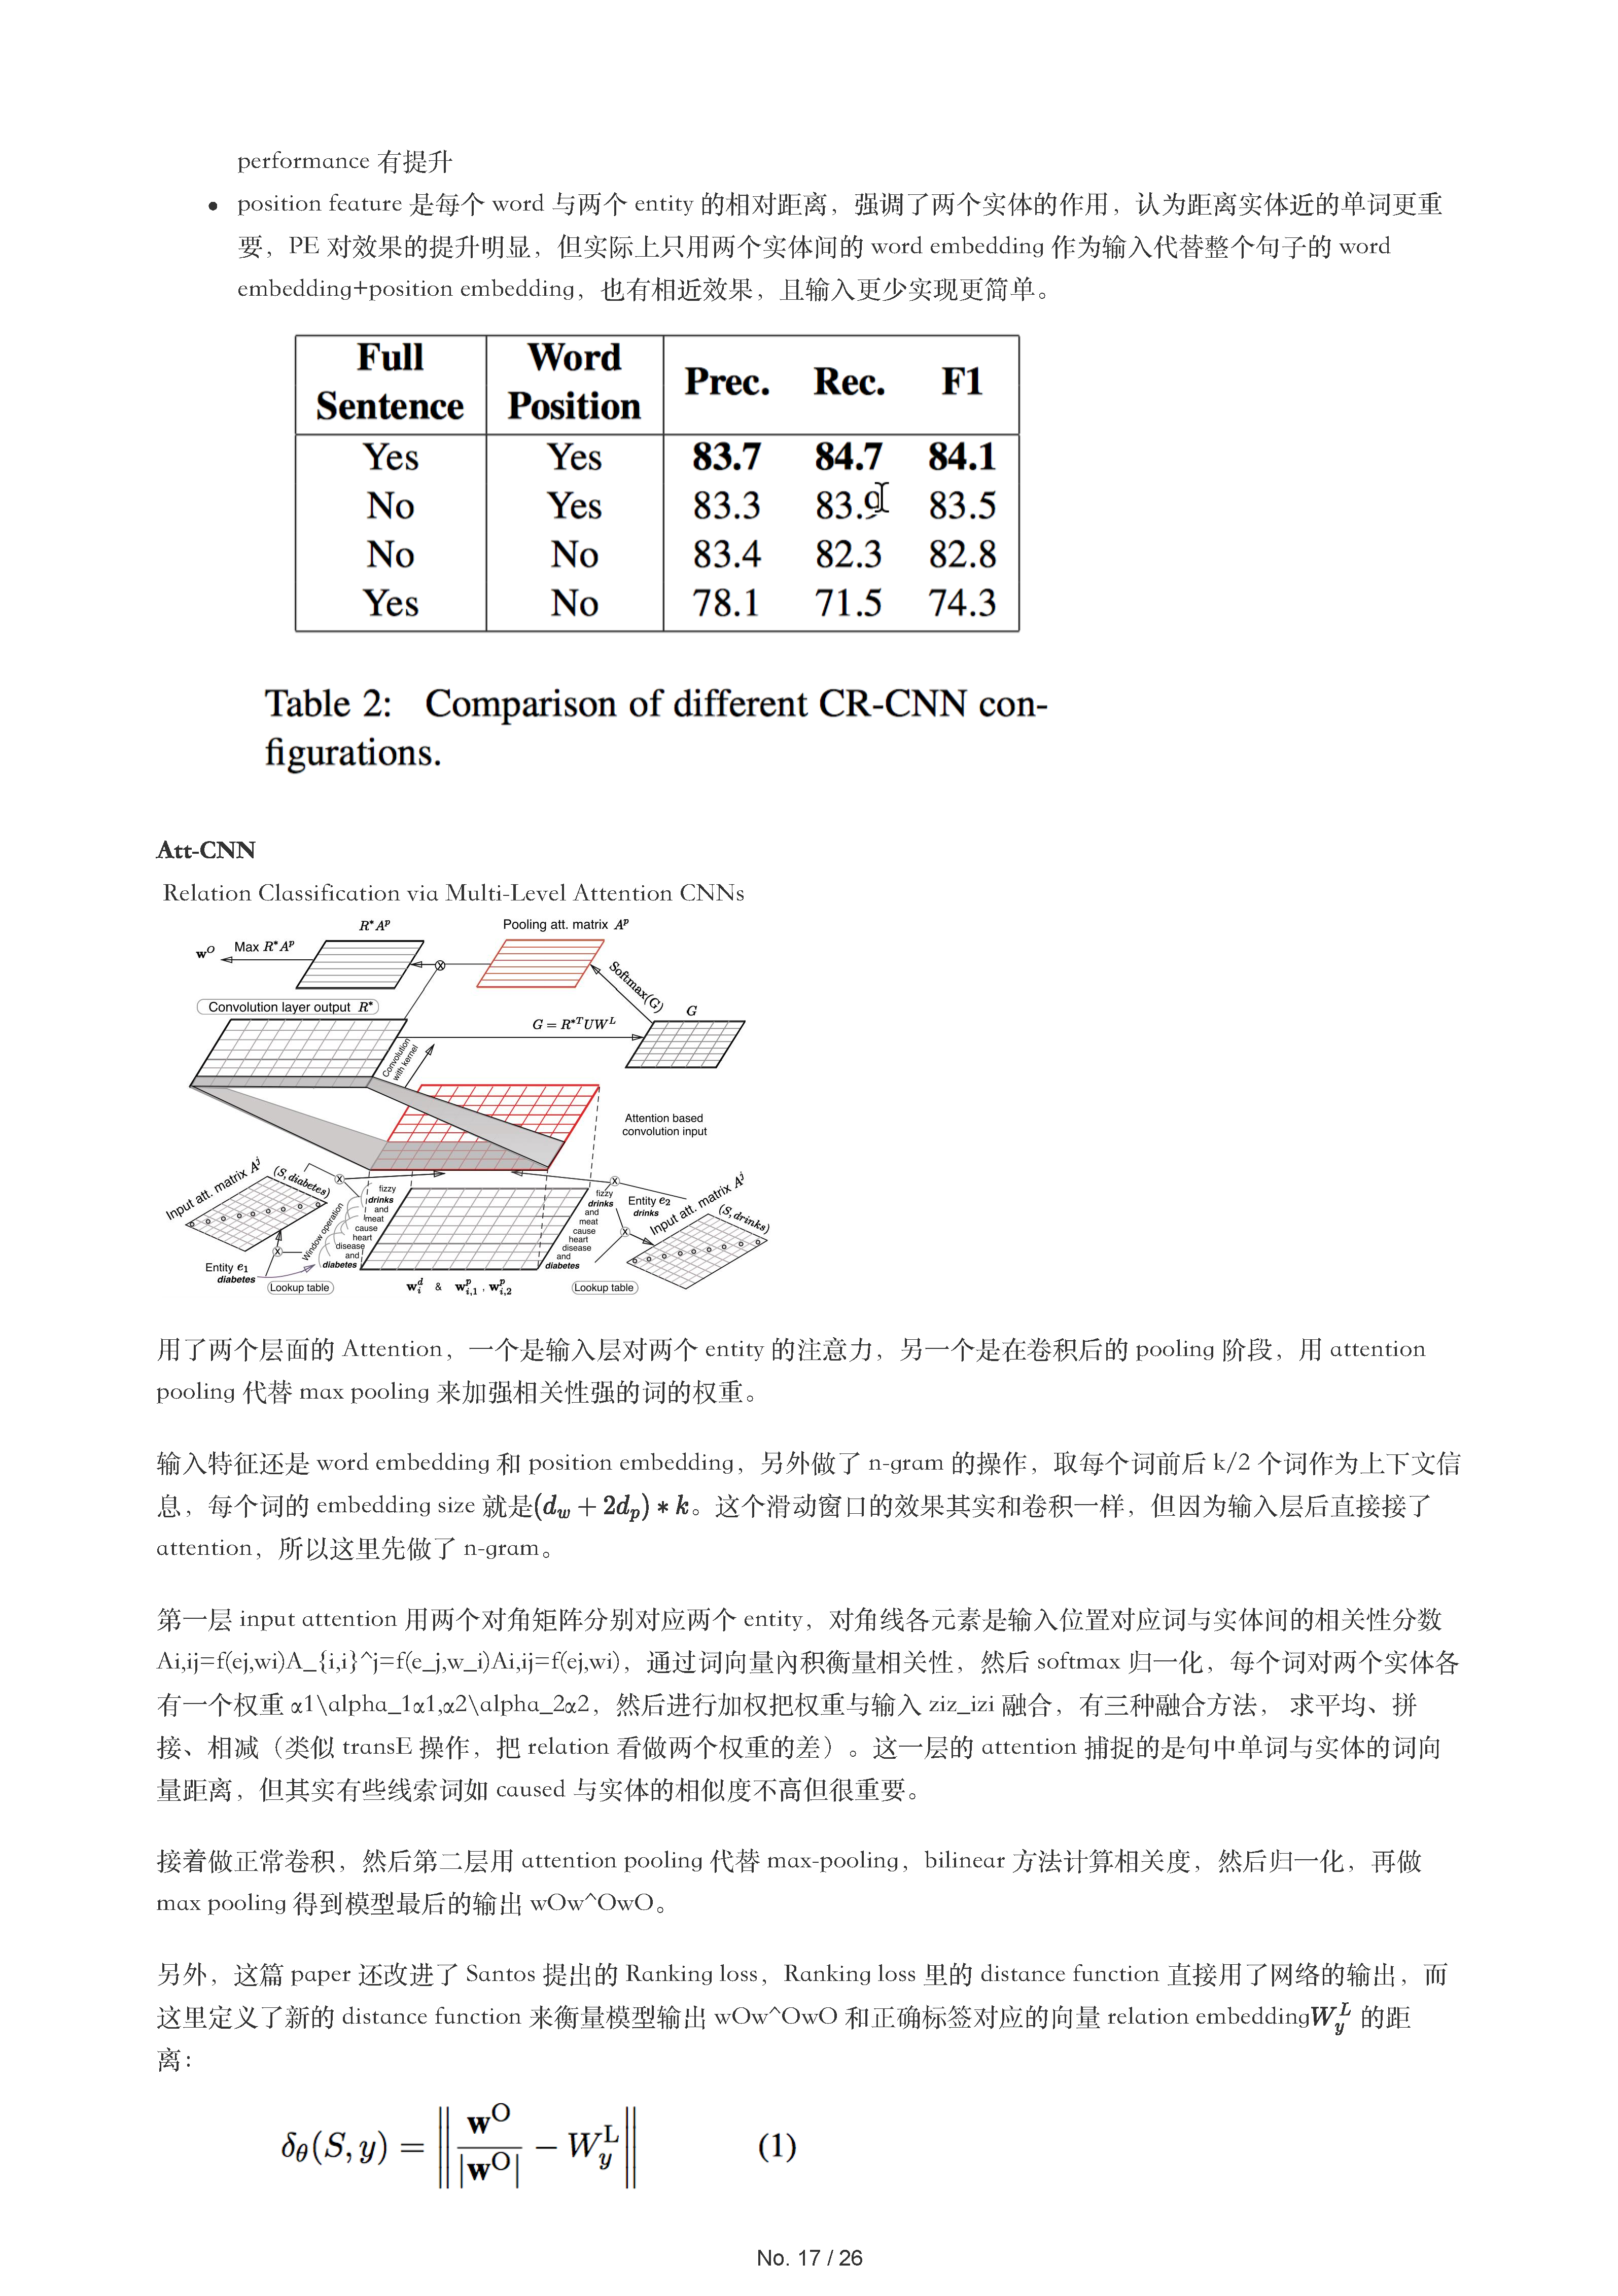 performance 有提升
• position feature 是每个 word 与两个 entity 的相对距离，强调了两个实体的作用，认为距离实体近的单词更重
要，PE 对效果的提升明显，但实际上只用两个实体间的 word embedding 作为输入代替整个句子的 word
embedding+position embedding，也有相近效果，且输入更少实现更简单。
Full Sentence Word Position Prec. Rec. F1
Yes Yes 83.7 84.7 84.1
No Yes 83.3 83.9 83.5
No No 83.4 82.3 82.8
Yes No 78.1 71.5 74.3
Table 2: Comparison of different CR-CNN con-
figurations.
Att-CNN
Relation Classification via Multi-Level Attention CNNs
R*A^p
Pooling att. matrix A^p
w^O
Max R*A^p
Softmax(G)
Convolution layer output R*
G = R*^T UW^L
G
Convolution
with kernel
Attention based
convolution input
Input att. matrix A^j
(S, diabetes)
Window operation
fizzy
drinks
and
meat
cause
heart
disease
and
diabetes
fizzy
drinks
and
meat
cause
heart
disease
and
diabetes
Entity e2
drinks
Input att. matrix A^j
(S, drinks)
Entity e1
diabetes
Lookup table
w_i^d & w_{i,1}^p , w_{i,2}^p
Lookup table
用了两个层面的 Attention，一个是输入层对两个 entity 的注意力，另一个是在卷积后的 pooling 阶段，用 attention
pooling 代替 max pooling 来加强相关性强的词的权重。
输入特征还是 word embedding 和 position embedding，另外做了 n-gram 的操作，取每个词前后 k/2 个词作为上下文信
息，每个词的 embedding size 就是(d_w + 2d_p) * k。这个滑动窗口的效果其实和卷积一样，但因为输入层后直接接了
attention，所以这里先做了 n-gram。
第一层 input attention 用两个对角矩阵分别对应两个 entity，对角线各元素是输入位置对应词与实体间的相关性分数
Ai,ij=f(ej,wi)A_{i,i}^j=f(e_j,w_i)Ai,ij=f(ej,wi)，通过词向量內积衡量相关性，然后 softmax 归一化，每个词对两个实体各
有一个权重 α1\alpha_1α1,α2\alpha_2α2，然后进行加权把权重与输入 ziz_izi 融合，有三种融合方法， 求平均、拼
接、相减（类似 transE 操作，把 relation 看做两个权重的差）。这一层的 attention 捕捉的是句中单词与实体的词向
量距离，但其实有些线索词如 caused 与实体的相似度不高但很重要。
接着做正常卷积，然后第二层用 attention pooling 代替 max-pooling，bilinear 方法计算相关度，然后归一化，再做
max pooling 得到模型最后的输出 wOw^OwO。
另外，这篇 paper 还改进了 Santos 提出的 Ranking loss，Ranking loss 里的 distance function 直接用了网络的输出，而
这里定义了新的 distance function 来衡量模型输出 wOw^OwO 和正确标签对应的向量 relation embeddingW_y^L 的距
离：
δ_θ(S, y) = ‖ w^O / |w^O| − W_y^L ‖ (1)
No. 17 / 26